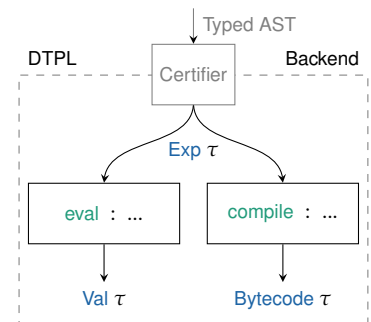 Typed AST
DTPL
Backend
Certifier
Exp τ
eval : ...
compile : ...
Val τ
Bytecode τ